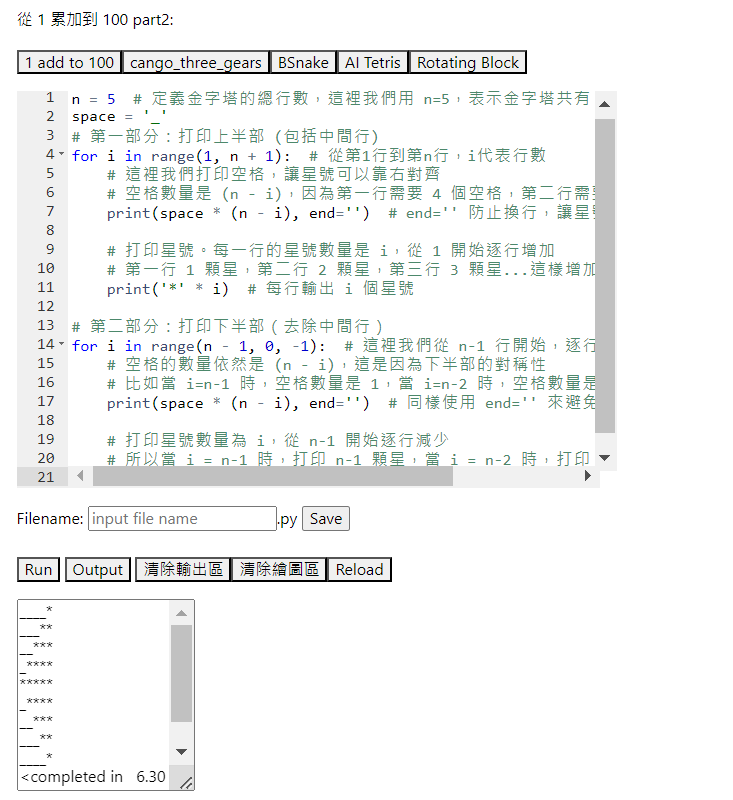 從 1 累加到 100 part2:
1 add to 100 cango_three_gears BSnake AI Tetris Rotating Block
1 n = 5  # 定義金字塔的總行數，這裡我們用 n=5，表示金字塔共有
2 space = '_'
3 # 第一部分：打印上半部 (包括中間行)
4 for i in range(1, n + 1):  # 從第1行到第n行，i代表行數
5     # 這裡我們打印空格，讓星號可以靠右對齊
6     # 空格數量是 (n - i)，因為第一行需要 4 個空格，第二行需
7     print(space * (n - i), end='')  # end='' 防止換行，讓星
8
9     # 打印星號。每一行的星號數量是 i，從 1 開始逐行增加
10     # 第一行 1 顆星，第二行 2 顆星，第三行 3 顆星...這樣增加
11     print('*' * i)  # 每行輸出 i 個星號
12
13 # 第二部分：打印下半部（去除中間行）
14 for i in range(n - 1, 0, -1):  # 這裡我們從 n-1 行開始，逐行
15     # 空格的數量依然是 (n - i)，這是因為下半部的對稱性
16     # 比如當 i=n-1 時，空格數量是 1，當 i=n-2 時，空格數量是
17     print(space * (n - i), end='')  # 同樣使用 end='' 來避免
18
19     # 打印星號數量為 i，從 n-1 開始逐行減少
20     # 所以當 i = n-1 時，打印 n-1 顆星，當 i = n-2 時，打印
21
Filename: input file name .py Save
Run Output 清除輸出區 清除繪圖區 Reload
____*
___**
__***
_****
*****
_****
__***
___**
____*
<completed in   6.30